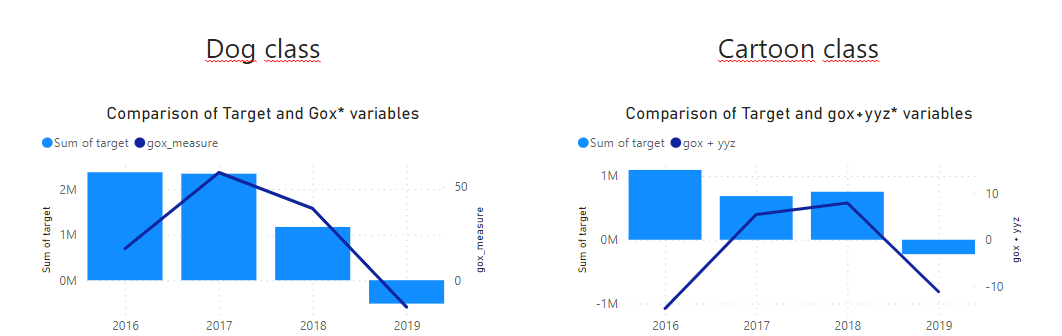 Dog class
Comparison of Target and Gox* variables
Sum of target gox_measure
2M
1M
0M
50
0
Sum of target
gox_measure
2016 2017 2018 2019
Cartoon class
Comparison of Target and gox+yyz* variables
Sum of target gox + yyz
1M
0M
-1M
10
0
-10
Sum of target
gox + yyz
2016 2017 2018 2019